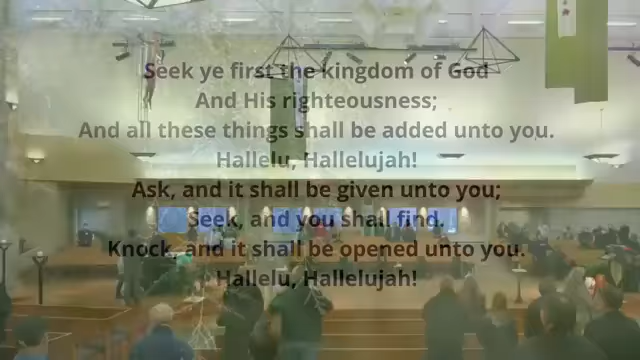 Seek ye first the kingdom of God
And His righteousness;
And all these things shall be added unto you.
Hallelu, Hallelujah!
Ask, and it shall be given unto you;
Seek, and you shall find.
Knock, and it shall be opened unto you.
Hallelu, Hallelujah!